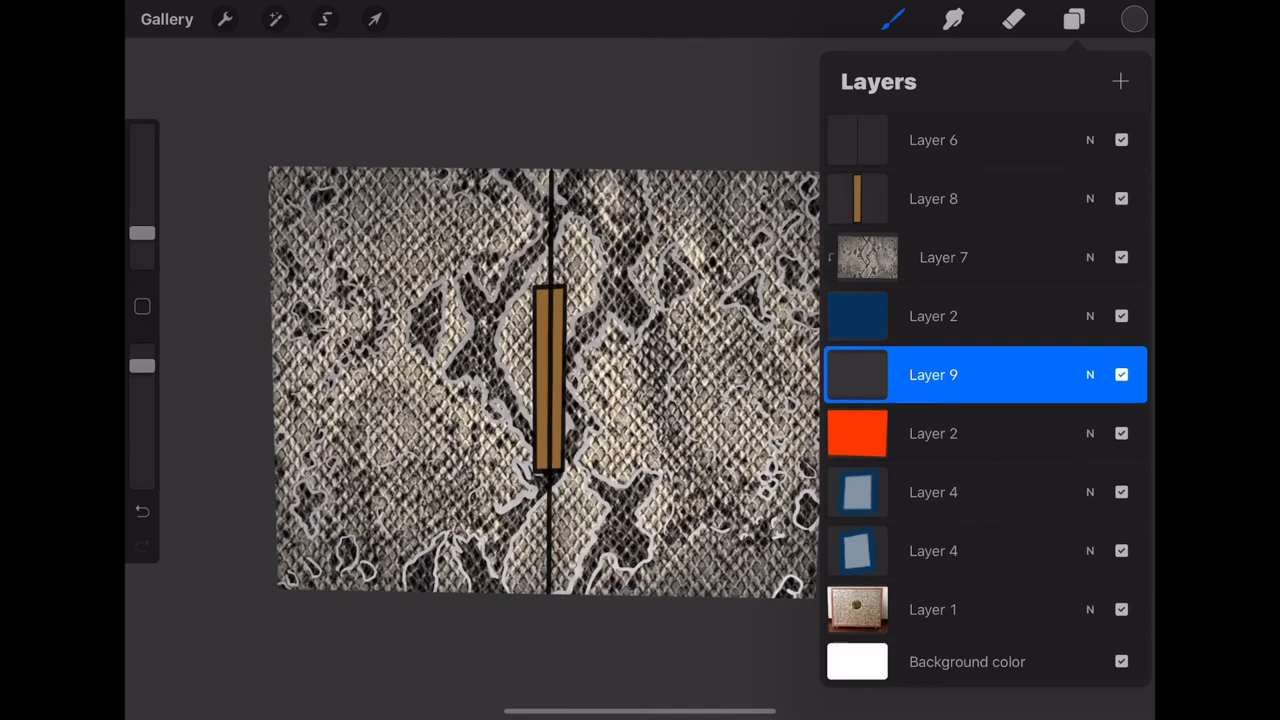 Gallery
Layers
Layer 6 N
Layer 8 N
Layer 7 N
Layer 2 N
Layer 9 N
Layer 2 N
Layer 4 N
Layer 4 N
Layer 1 N
Background color